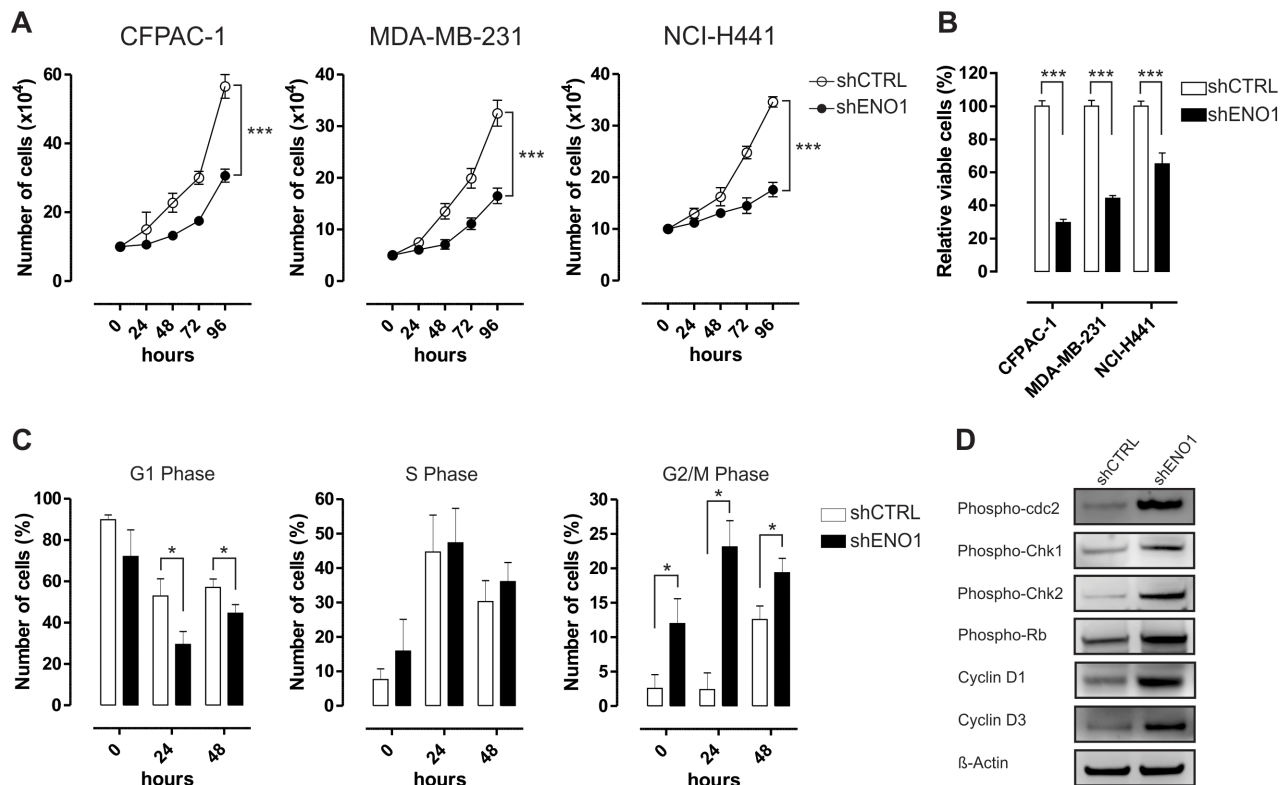 A
CFPAC-1
Number of cells (x10⁴)
60
40
20
0
0
24
48
72
96
hours
***
MDA-MB-231
Number of cells (x10⁴)
40
30
20
10
0
0
24
48
72
96
hours
***
NCI-H441
Number of cells (x10⁴)
40
30
20
10
0
0
24
48
72
96
hours
***
shCTRL
shENO1
B
Relative viable cells (%)
120
100
80
60
40
20
0
*** *** ***
CFPAC-1
MDA-MB-231
NCI-H441
shCTRL
shENO1
C
G1 Phase
Number of cells (%)
100
80
60
40
20
0
* *
0
24
48
hours
S Phase
Number of cells (%)
60
50
40
30
20
10
0
0
24
48
hours
G2/M Phase
Number of cells (%)
30
25
20
15
10
5
0
* * *
0
24
48
hours
shCTRL
shENO1
D
shCTRL
shENO1
Phospho-cdc2
Phospho-Chk1
Phospho-Chk2
Phospho-Rb
Cyclin D1
Cyclin D3
ß-Actin